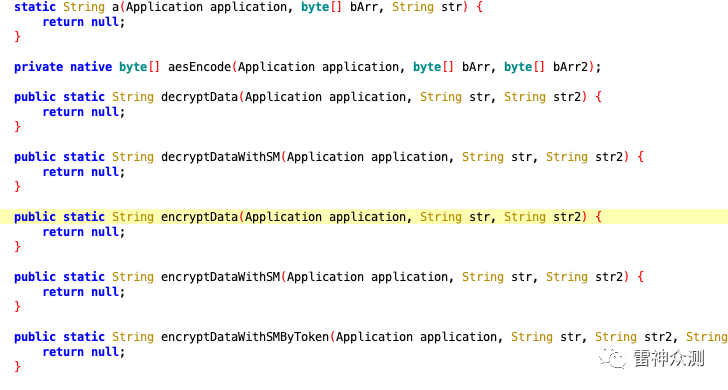 static String a(Application application, byte[] bArr, String str) {
    return null;
}
private native byte[] aesEncode(Application application, byte[] bArr, byte[] bArr2);
public static String decryptData(Application application, String str, String str2) {
    return null;
}
public static String decryptDataWithSM(Application application, String str, String str2) {
    return null;
}
public static String encryptData(Application application, String str, String str2) {
    return null;
}
public static String encryptDataWithSM(Application application, String str, String str2) {
    return null;
}
public static String encryptDataWithSMByToken(Application application, String str, String str2, String
    return null;
}
雷神众测